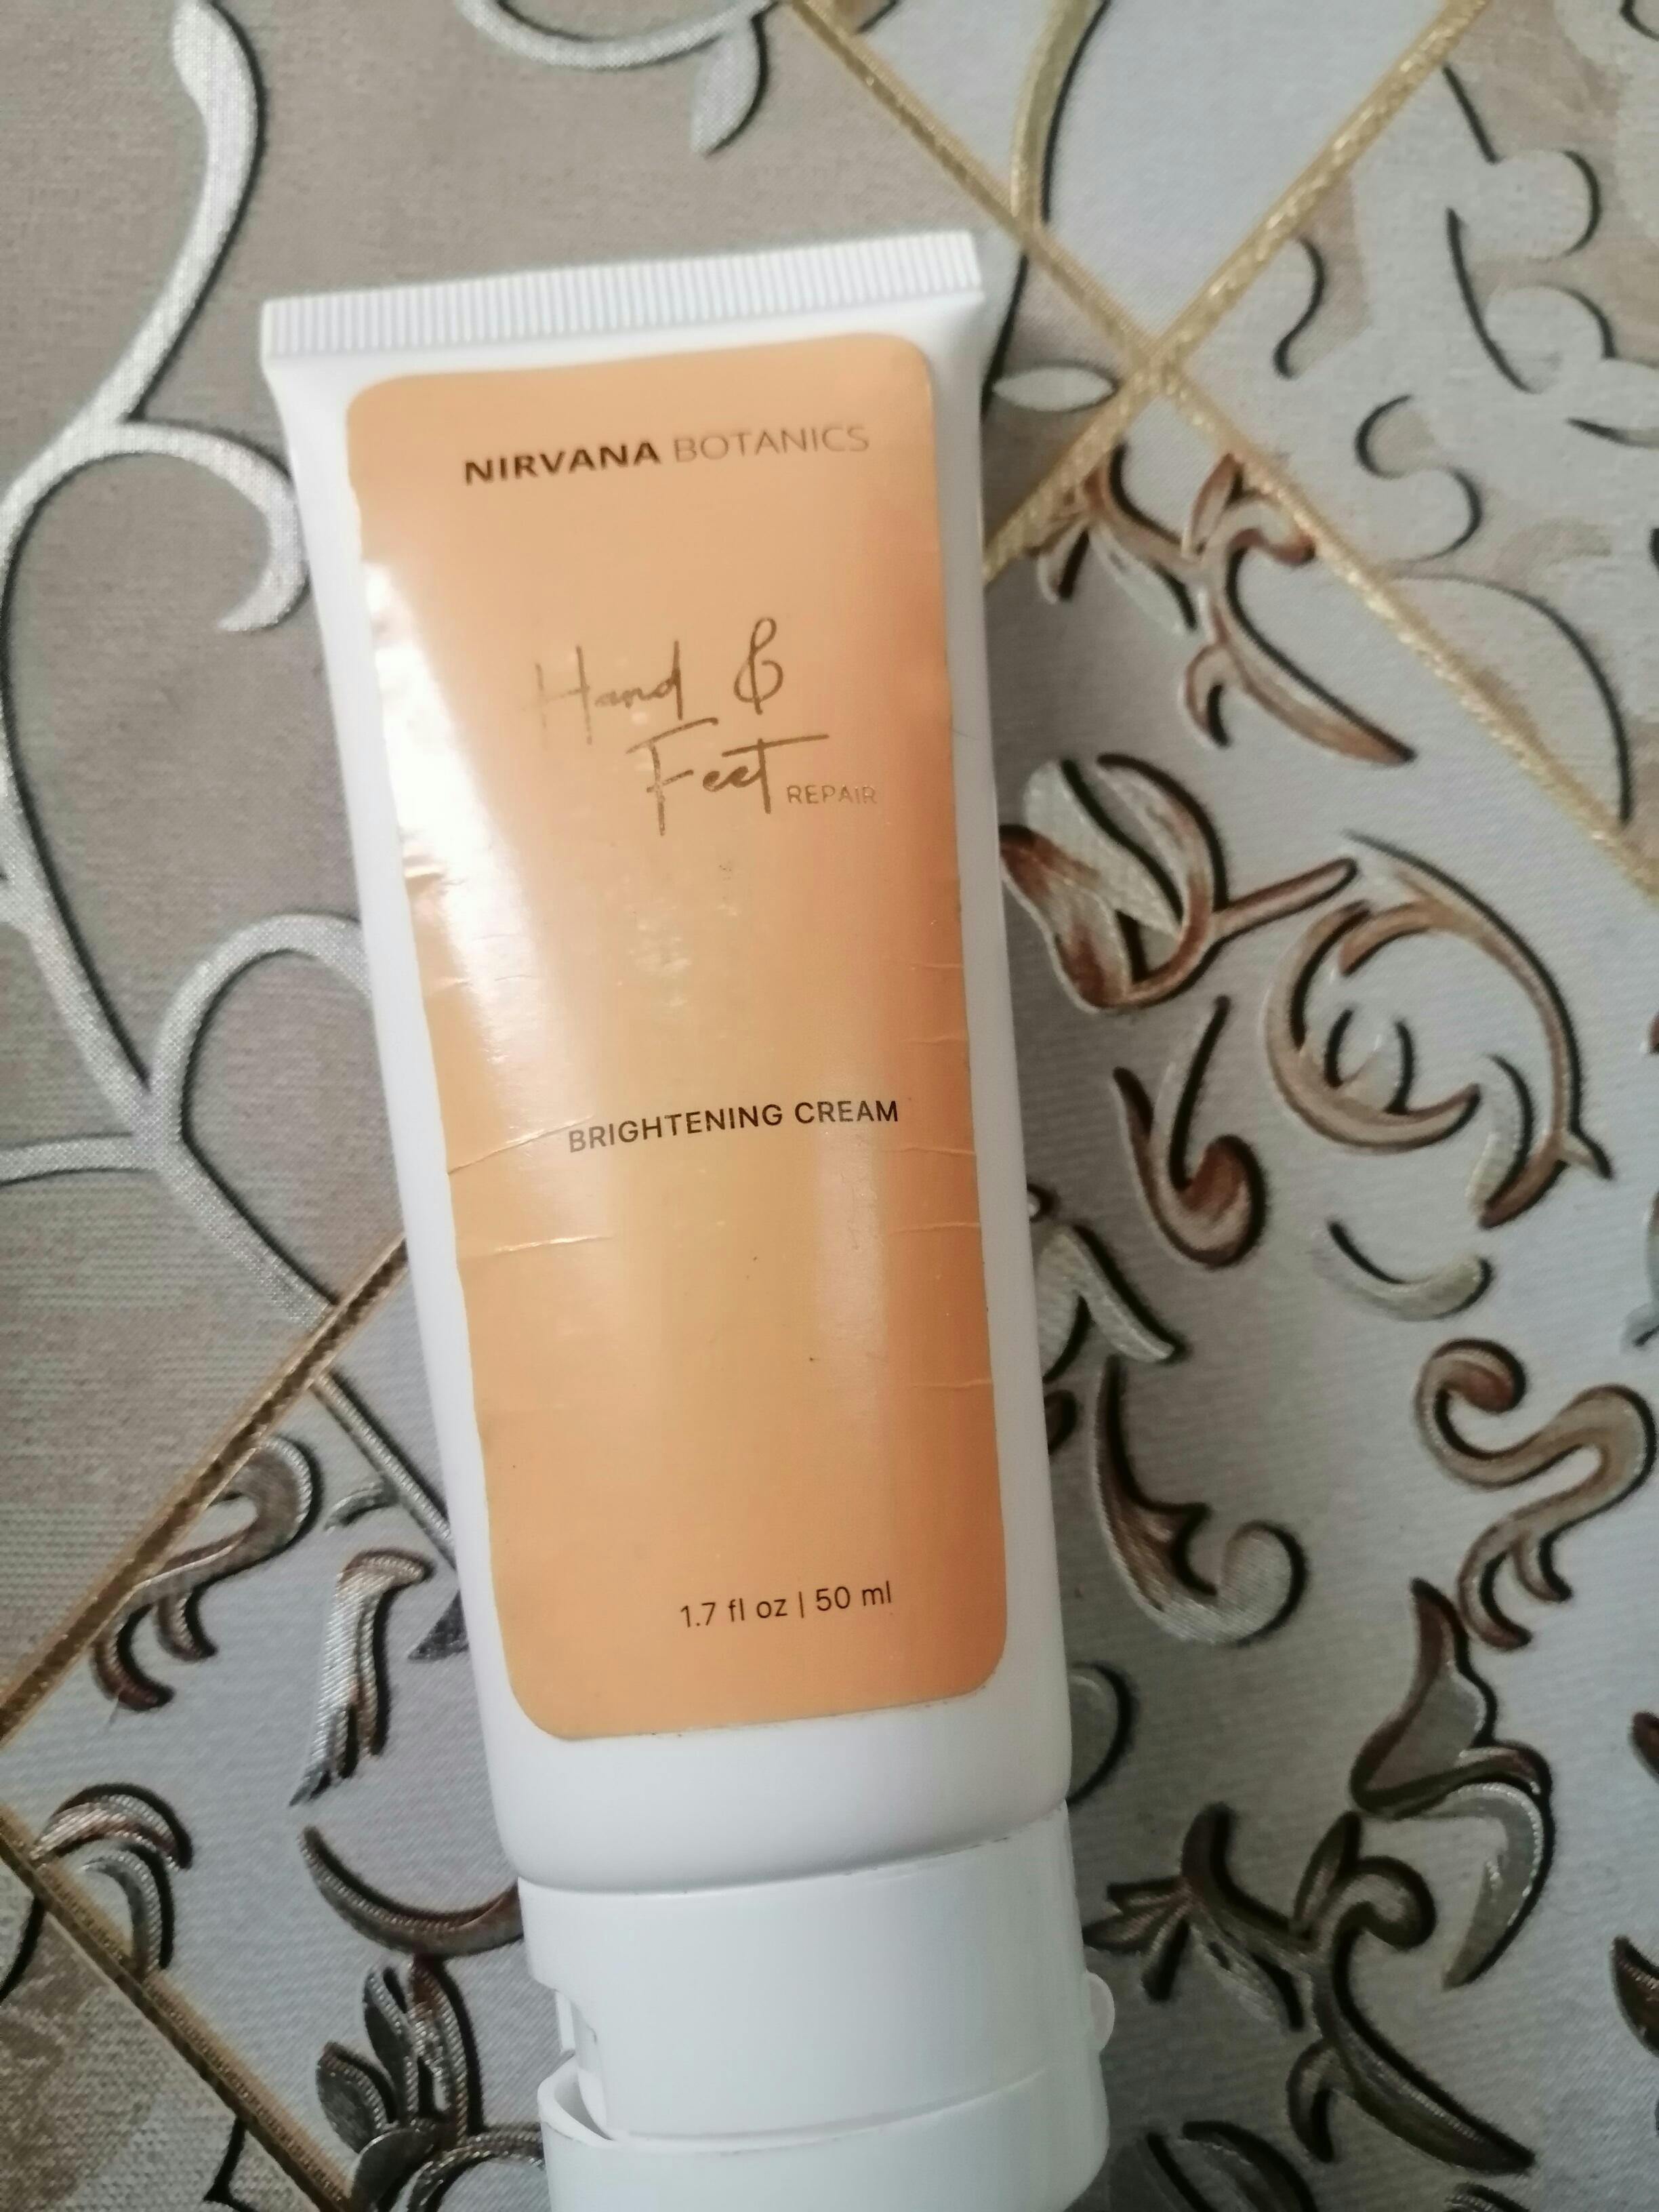 NIRVANA BOTANICS
Hand &
Feet REPAIR
BRIGHTENING CREAM
1.7 fl oz | 50 ml